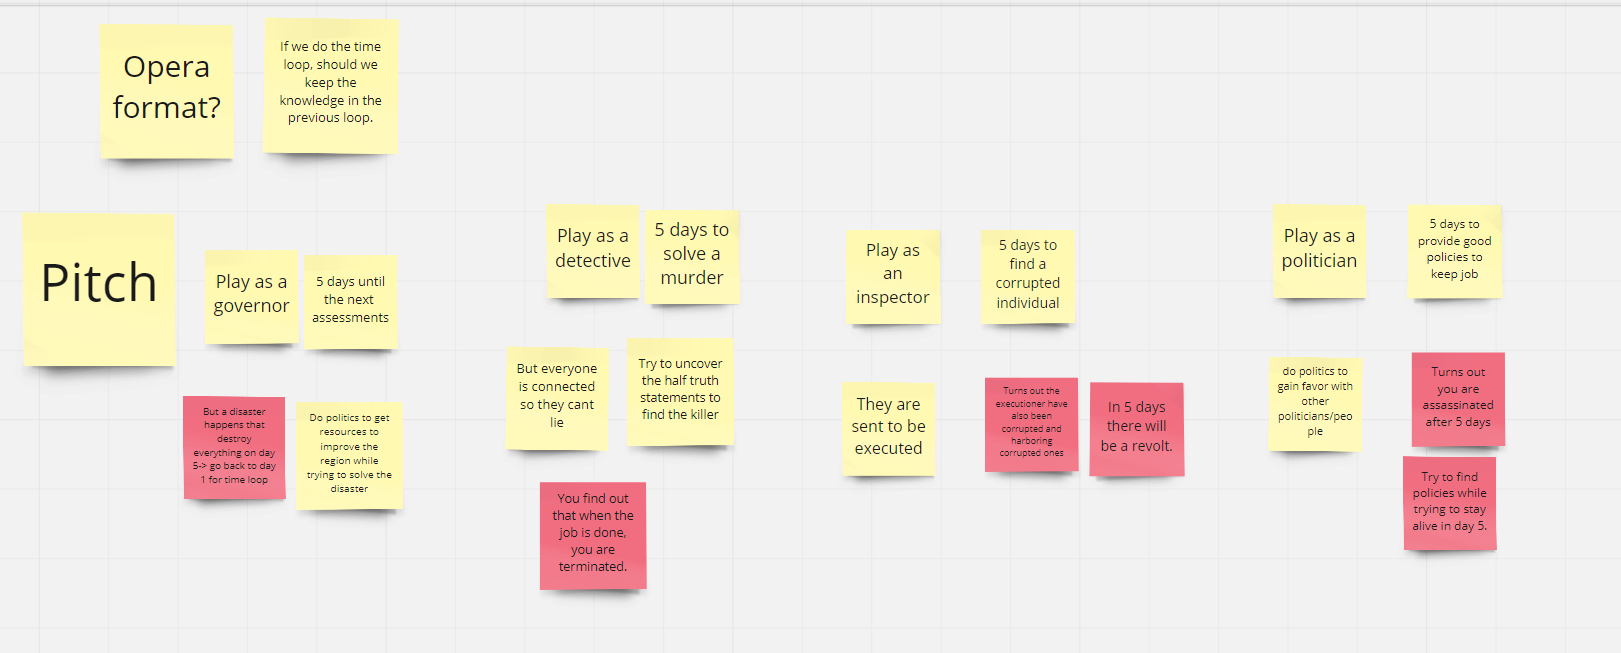 Opera
format?
If we do the time
loop, should we
keep the
knowledge in the
previous loop.
Pitch
Play as a
governor
5 days until
the next
assessments
But a disaster
happens that
destroy
everything on day
5-> go back to day
1 for time loop
Do politics to get
resources to
improve the
region while
trying to solve the
disaster
Play as a
detective
5 days to
solve a
murder
But everyone
is connected
so they cant
lie
Try to uncover
the half truth
statements to
find the killer
You find out
that when the
job is done,
you are
terminated.
Play as
an
inspector
5 days to
find a
corrupted
individual
They are
sent to be
executed
Turns out the
executioner have
also been
corrupted and
harboring
corrupted ones
In 5 days
there will
be a revolt.
Play as a
politician
5 days to
provide good
policies to
keep job
do politics to
gain favor with
other
politicians/peo
ple
Turns out
you are
assassinated
after 5 days
Try to find
policies while
trying to stay
alive in day 5.